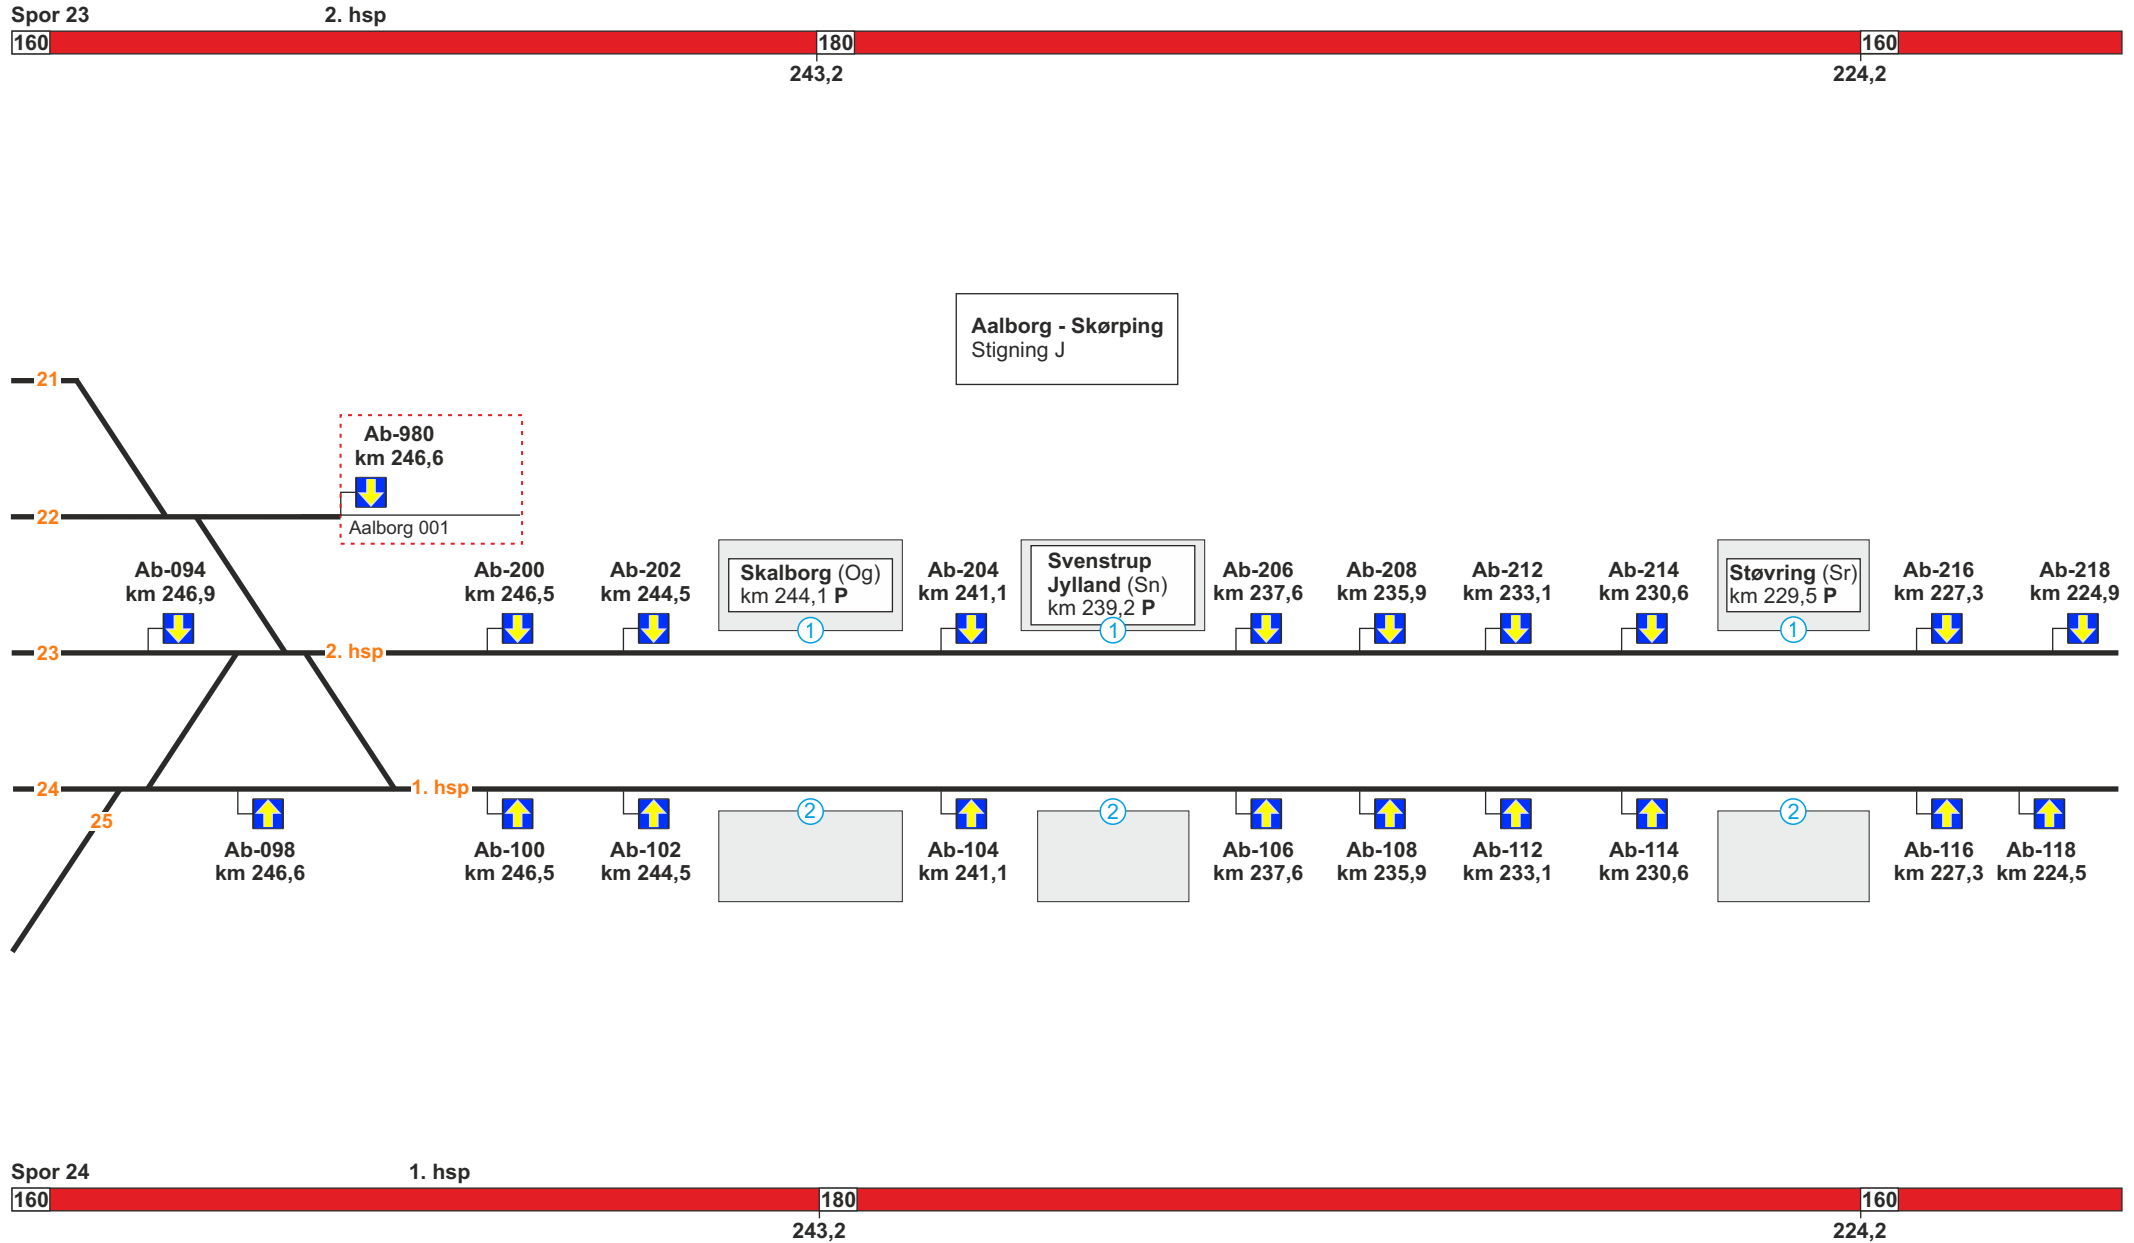 Spor 23 2. hsp
160 180 160
243,2 224,2
Aalborg - Skørping
Stigning J
21
Ab-980
km 246,6
22
Aalborg 001
Ab-094
km 246,9
Ab-200
km 246,5
Ab-202
km 244,5
Skalborg (Og)
km 244,1 P
1
Ab-204
km 241,1
Svenstrup
Jylland (Sn)
km 239,2 P
1
Ab-206
km 237,6
Ab-208
km 235,9
Ab-212
km 233,1
Ab-214
km 230,6
Støvring (Sr)
km 229,5 P
1
Ab-216
km 227,3
Ab-218
km 224,9
23 2. hsp
24 1. hsp
25
2 2 2
Ab-098
km 246,6
Ab-100
km 246,5
Ab-102
km 244,5
Ab-104
km 241,1
Ab-106
km 237,6
Ab-108
km 235,9
Ab-112
km 233,1
Ab-114
km 230,6
Ab-116
km 227,3
Ab-118
km 224,5
Spor 24 1. hsp
160 180 160
243,2 224,2